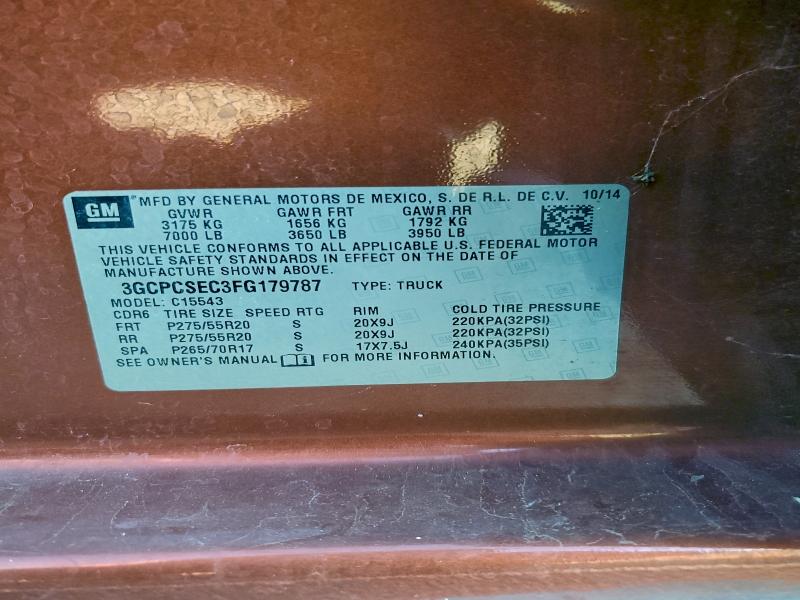 GM MFD BY GENERAL MOTORS DE MEXICO, S. DE R.L. DE C.V. 10/14
GVWR GAWR FRT GAWR RR
3175 KG 1656 KG 1792 KG
7000 LB 3650 LB 3950 LB
THIS VEHICLE CONFORMS TO ALL APPLICABLE U.S. FEDERAL MOTOR
VEHICLE SAFETY STANDARDS IN EFFECT ON THE DATE OF
MANUFACTURE SHOWN ABOVE.
3GCPCSEC3FG179787 TYPE: TRUCK
MODEL: C15543
CDR6 TIRE SIZE SPEED RTG RIM COLD TIRE PRESSURE
FRT P275/55R20 S 20X9J 220KPA(32PSI)
RR P275/55R20 S 20X9J 220KPA(32PSI)
SPA P265/70R17 S 17X7.5J 240KPA(35PSI)
SEE OWNER'S MANUAL FOR MORE INFORMATION.